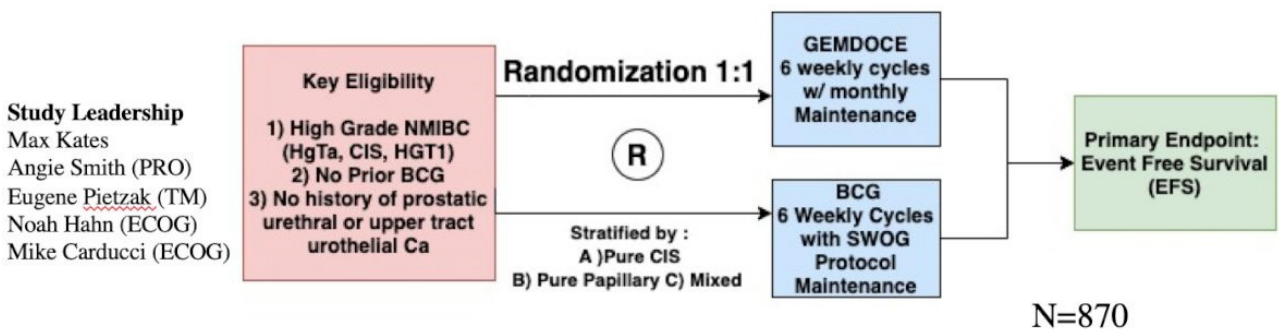 Study Leadership
Max Kates
Angie Smith (PRO)
Eugene Pietzak (TM)
Noah Hahn (ECOG)
Mike Carducci (ECOG)
Key Eligibility
1) High Grade NMIBC
(HgTa, CIS, HGT1)
2) No Prior BCG
3) No history of prostatic
urethral or upper tract
urothelial Ca
Randomization 1:1
R
Stratified by :
A )Pure CIS
B) Pure Papillary C) Mixed
GEMDOCE
6 weekly cycles
w/ monthly
Maintenance
BCG
6 Weekly Cycles
with SWOG
Protocol
Maintenance
Primary Endpoint:
Event Free Survival
(EFS)
N=870